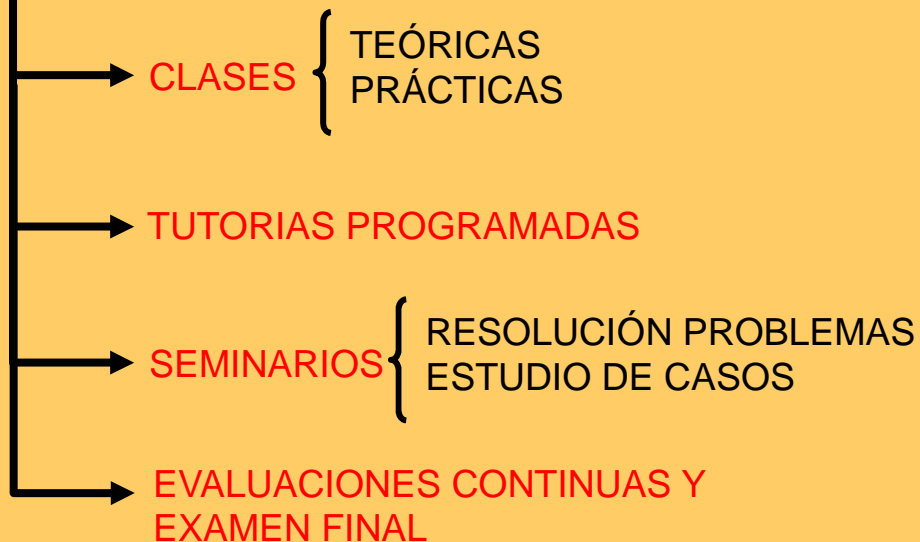 CLASES
TEÓRICAS
PRÁCTICAS
TUTORIAS PROGRAMADAS
SEMINARIOS
RESOLUCIÓN PROBLEMAS
ESTUDIO DE CASOS
EVALUACIONES CONTINUAS Y
EXAMEN FINAL